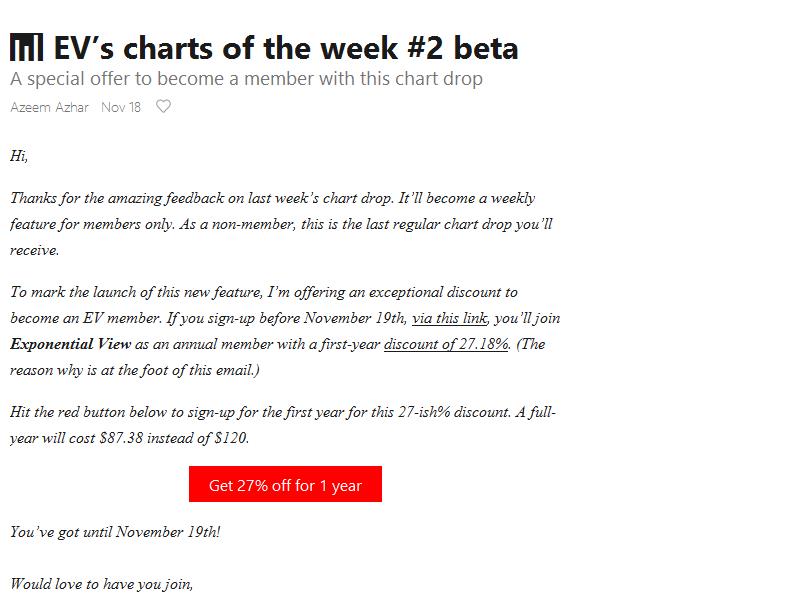 EV’s charts of the week #2 beta
A special offer to become a member with this chart drop
Azeem Azhar Nov 18
Hi,
Thanks for the amazing feedback on last week’s chart drop. It’ll become a weekly
feature for members only. As a non-member, this is the last regular chart drop you’ll
receive.
To mark the launch of this new feature, I’m offering an exceptional discount to
become an EV member. If you sign-up before November 19th, via this link, you’ll join
Exponential View as an annual member with a first-year discount of 27.18%. (The
reason why is at the foot of this email.)
Hit the red button below to sign-up for the first year for this 27-ish% discount. A full-
year will cost $87.38 instead of $120.
Get 27% off for 1 year
You’ve got until November 19th!
Would love to have you join,